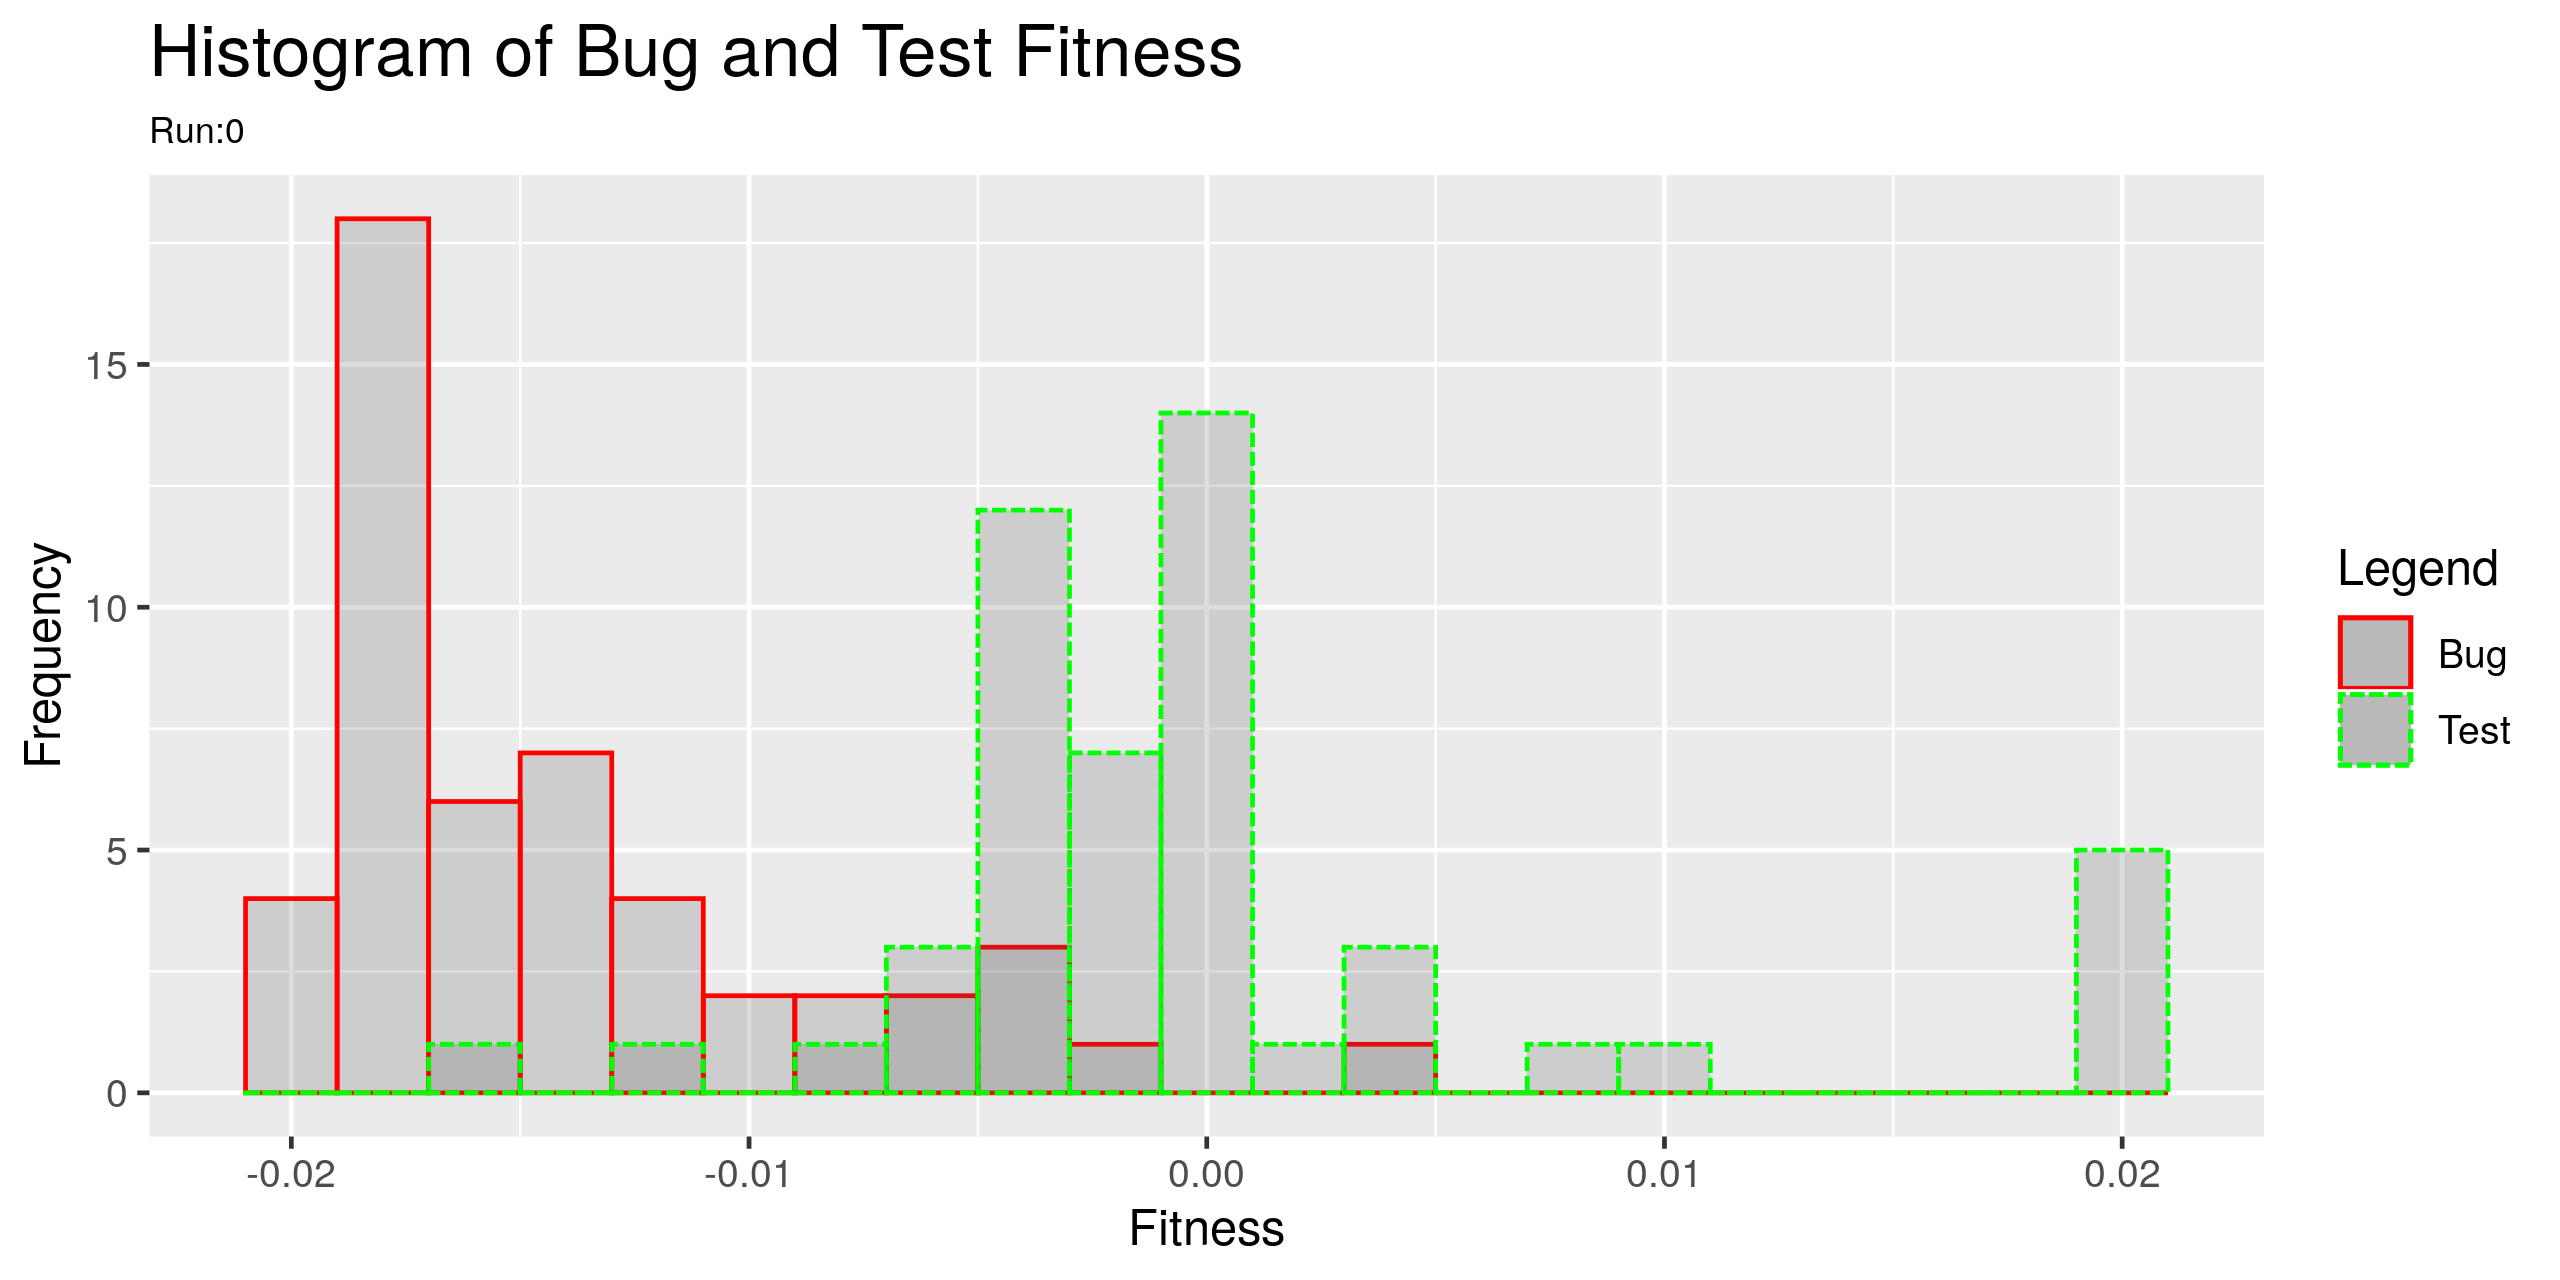 Histogram of Bug and Test Fitness
Run:0
Frequency
15
10
5
0
-0.02
-0.01
0.00
0.01
0.02
Fitness
Legend
Bug
Test